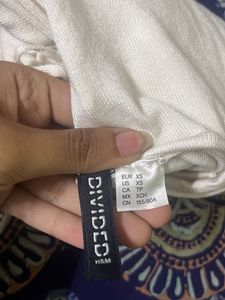 DIVIDED
H&M
EUR XS
US XS
CA TP
MX XCH
CN 155/80A